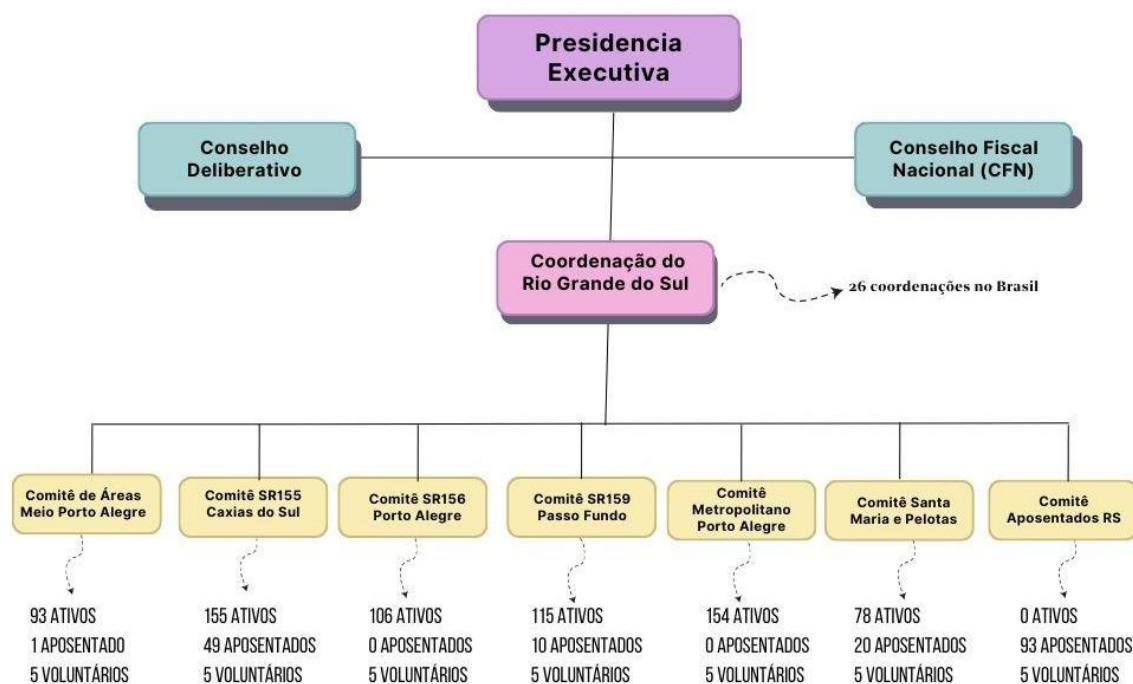 Presidencia
Executiva
Conselho
Deliberativo
Conselho Fiscal
Nacional (CFN)
Coordenação do
Rio Grande do Sul
26 coordenações no Brasil
Comitê de Áreas
Meio Porto Alegre
Comitê SR155
Caxias do Sul
Comitê SR156
Porto Alegre
Comitê SR159
Passo Fundo
Comitê
Metropolitano
Porto Alegre
Comitê Santa
Maria e Pelotas
Comitê
Aposentados RS
93 ATIVOS
1 APOSENTADO
5 VOLUNTÁRIOS
155 ATIVOS
49 APOSENTADOS
5 VOLUNTÁRIOS
106 ATIVOS
0 APOSENTADOS
5 VOLUNTÁRIOS
115 ATIVOS
10 APOSENTADOS
5 VOLUNTÁRIOS
154 ATIVOS
0 APOSENTADOS
5 VOLUNTÁRIOS
78 ATIVOS
20 APOSENTADOS
5 VOLUNTÁRIOS
0 ATIVOS
93 APOSENTADOS
5 VOLUNTÁRIOS